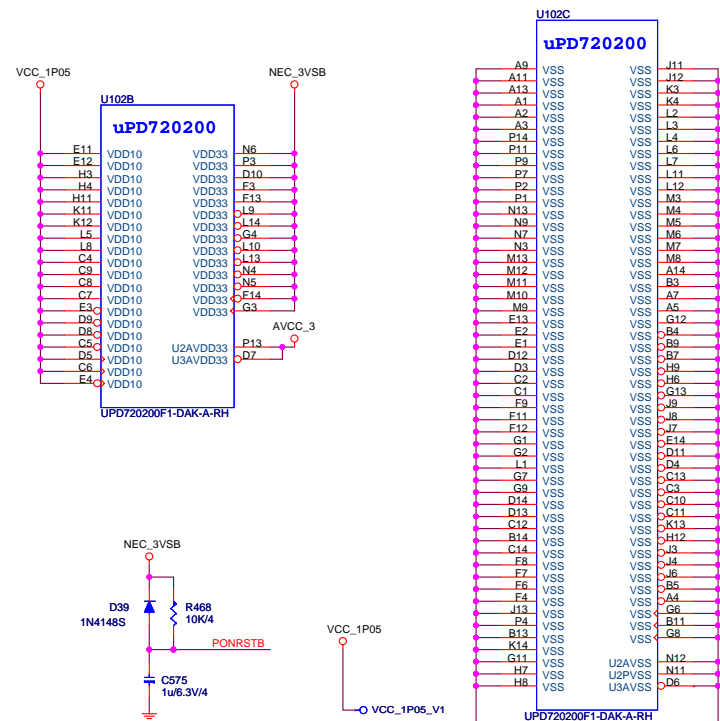 U102C
uPD720200
A9 VSS VSS J11
A11 VSS VSS J12
A13 VSS VSS K3
A1 VSS VSS K4
A2 VSS VSS L2
A3 VSS VSS L3
P14 VSS VSS L4
P11 VSS VSS L6
P9 VSS VSS L7
P7 VSS VSS L11
P2 VSS VSS L12
P1 VSS VSS M3
N13 VSS VSS M4
N9 VSS VSS M5
N7 VSS VSS M6
N3 VSS VSS M7
M13 VSS VSS M8
M12 VSS VSS A14
M11 VSS VSS B3
M10 VSS VSS A7
M9 VSS VSS A5
E13 VSS VSS G12
E2 VSS VSS B4
E1 VSS VSS B9
D12 VSS VSS B7
D3 VSS VSS H9
C2 VSS VSS H6
C1 VSS VSS G13
F9 VSS VSS J9
F11 VSS VSS J8
F12 VSS VSS J7
G1 VSS VSS E14
G2 VSS VSS D11
L1 VSS VSS D4
G7 VSS VSS C13
G9 VSS VSS C3
D14 VSS VSS C10
D13 VSS VSS C11
C12 VSS VSS K13
B14 VSS VSS H12
C14 VSS VSS J3
F8 VSS VSS J4
F7 VSS VSS J6
F6 VSS VSS B5
F4 VSS VSS A4
J13 VSS VSS G6
P4 VSS VSS B11
B13 VSS VSS G8
K14 VSS
G11 VSS U2AVSS N12
H7 VSS U2PVSS N11
H8 VSS U3AVSS D6
UPD720200F1-DAK-A-RH
VCC_1P05
NEC_3VSB
U102B
uPD720200
E11 VDD10 VDD33 N6
E12 VDD10 VDD33 P3
H3 VDD10 VDD33 D10
H4 VDD10 VDD33 F3
H11 VDD10 VDD33 F13
K11 VDD10 VDD33 L9
K12 VDD10 VDD33 L14
L5 VDD10 VDD33 G4
L8 VDD10 VDD33 L10
C4 VDD10 VDD33 L13
C9 VDD10 VDD33 N4
C8 VDD10 VDD33 N5
C7 VDD10 VDD33 F14
E3 VDD10 VDD33 G3
D9 VDD10
D8 VDD10 AVCC_3
C5 VDD10 U2AVDD33 P13
D5 VDD10 U3AVDD33 D7
C6 VDD10
E4 VDD10
UPD720200F1-DAK-A-RH
NEC_3VSB
D39
1N4148S
R468
10K/4
PONRSTB
C575
1u/6.3V/4
VCC_1P05
VCC_1P05_V1